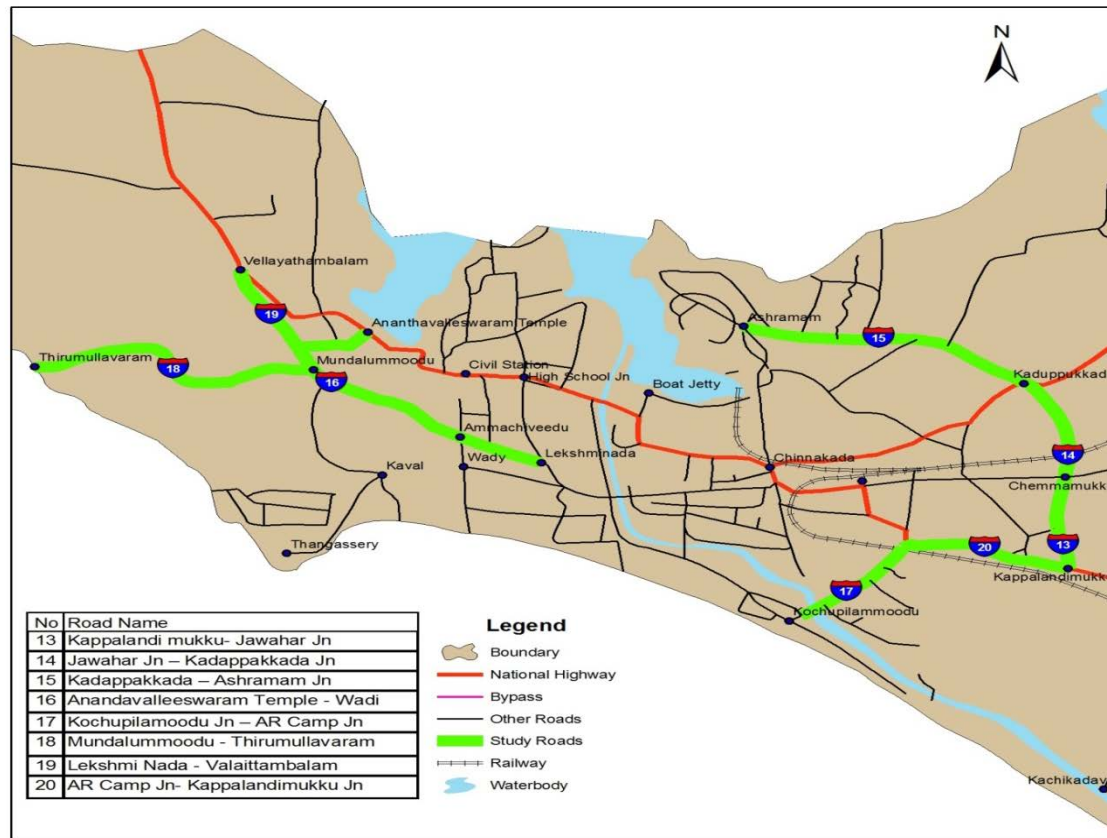 N
Vellayathambalam
19
Ananthavalleswaram Temple
Ashramam
15
Thirumullavaram
18
Mundalummoodu
16
Civil Station
High School Jn
Boat Jetty
Kaduppukkad
Ammachiveedu
14
Wady
Lekshminada
Chinnakada
Kaval
Chemmamukk
Thangassery
20
13
Kappalandimukk
17
Kochupilammoodu
Kachikadav
No Road Name
13 Kappalandi mukku- Jawahar Jn
14 Jawahar Jn – Kadappakkada Jn
15 Kadappakkada – Ashramam Jn
16 Anandavalleeswaram Temple - Wadi
17 Kochupilamoodu Jn – AR Camp Jn
18 Mundalummoodu - Thirumullavaram
19 Lekshmi Nada - Valaittambalam
20 AR Camp Jn- Kappalandimukku Jn
Legend
Boundary
National Highway
Bypass
Other Roads
Study Roads
Railway
Waterbody